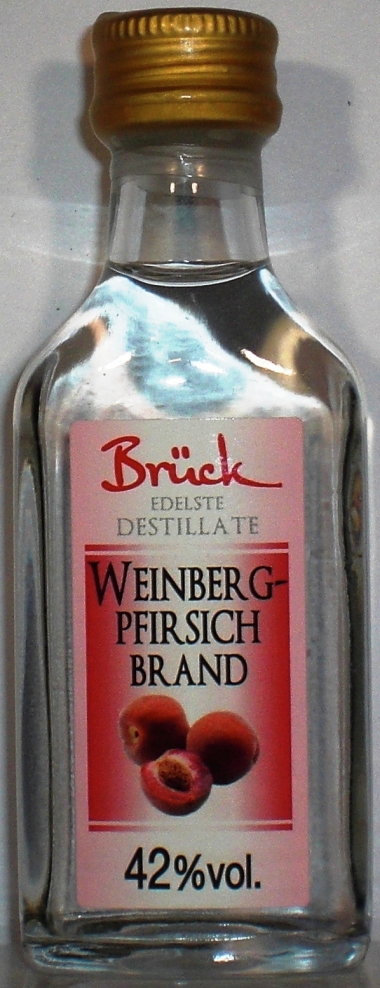 Brück
EDELSTE
DESTILLATE
WEINBERG-
PFIRSICH
BRAND
42%vol.